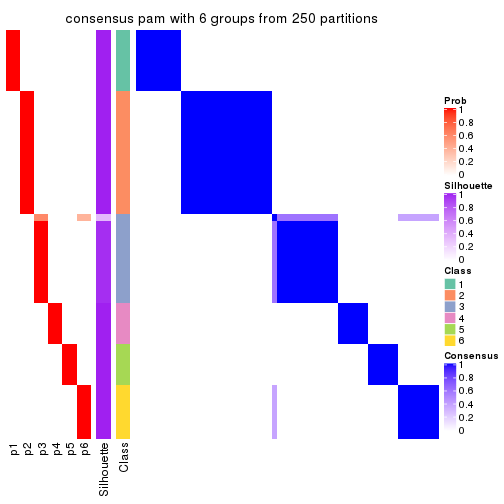 consensus pam with 6 groups from 250 partitions
Prob
1
0.8
0.6
0.4
0.2
0
Silhouette
1
0.8
0.6
0.4
0.2
0
Class
1
2
3
4
5
6
Consensus
1
0.8
0.6
0.4
0.2
0
p1
p2
p3
p4
p5
p6
Silhouette
Class